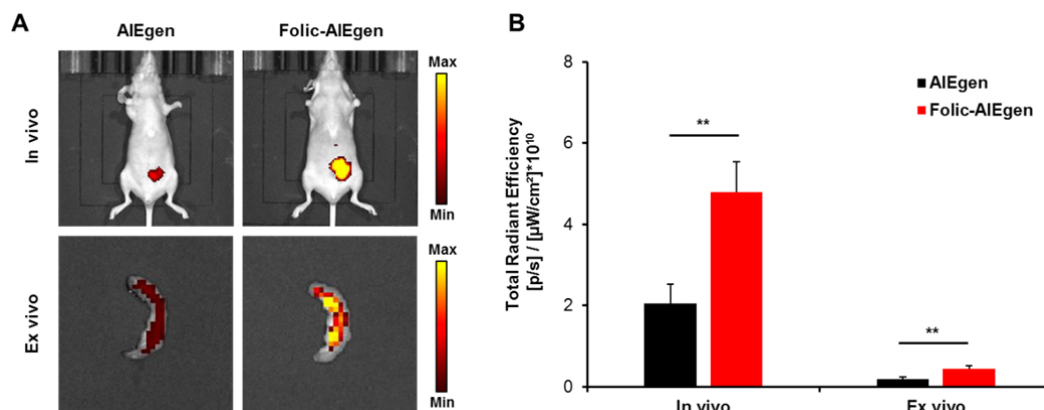 A
AIEgen
Folic-AIEgen
In vivo
Max
Min
Ex vivo
Max
Min
B
Total Radiant Efficiency
[p/s] / [μW/cm²]*10¹⁰
8
6
4
2
0
AIEgen
Folic-AIEgen
**
**
In vivo
Ex vivo